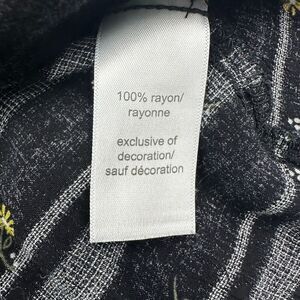 100% rayon/
rayonne
exclusive of
decoration/
sauf décoration